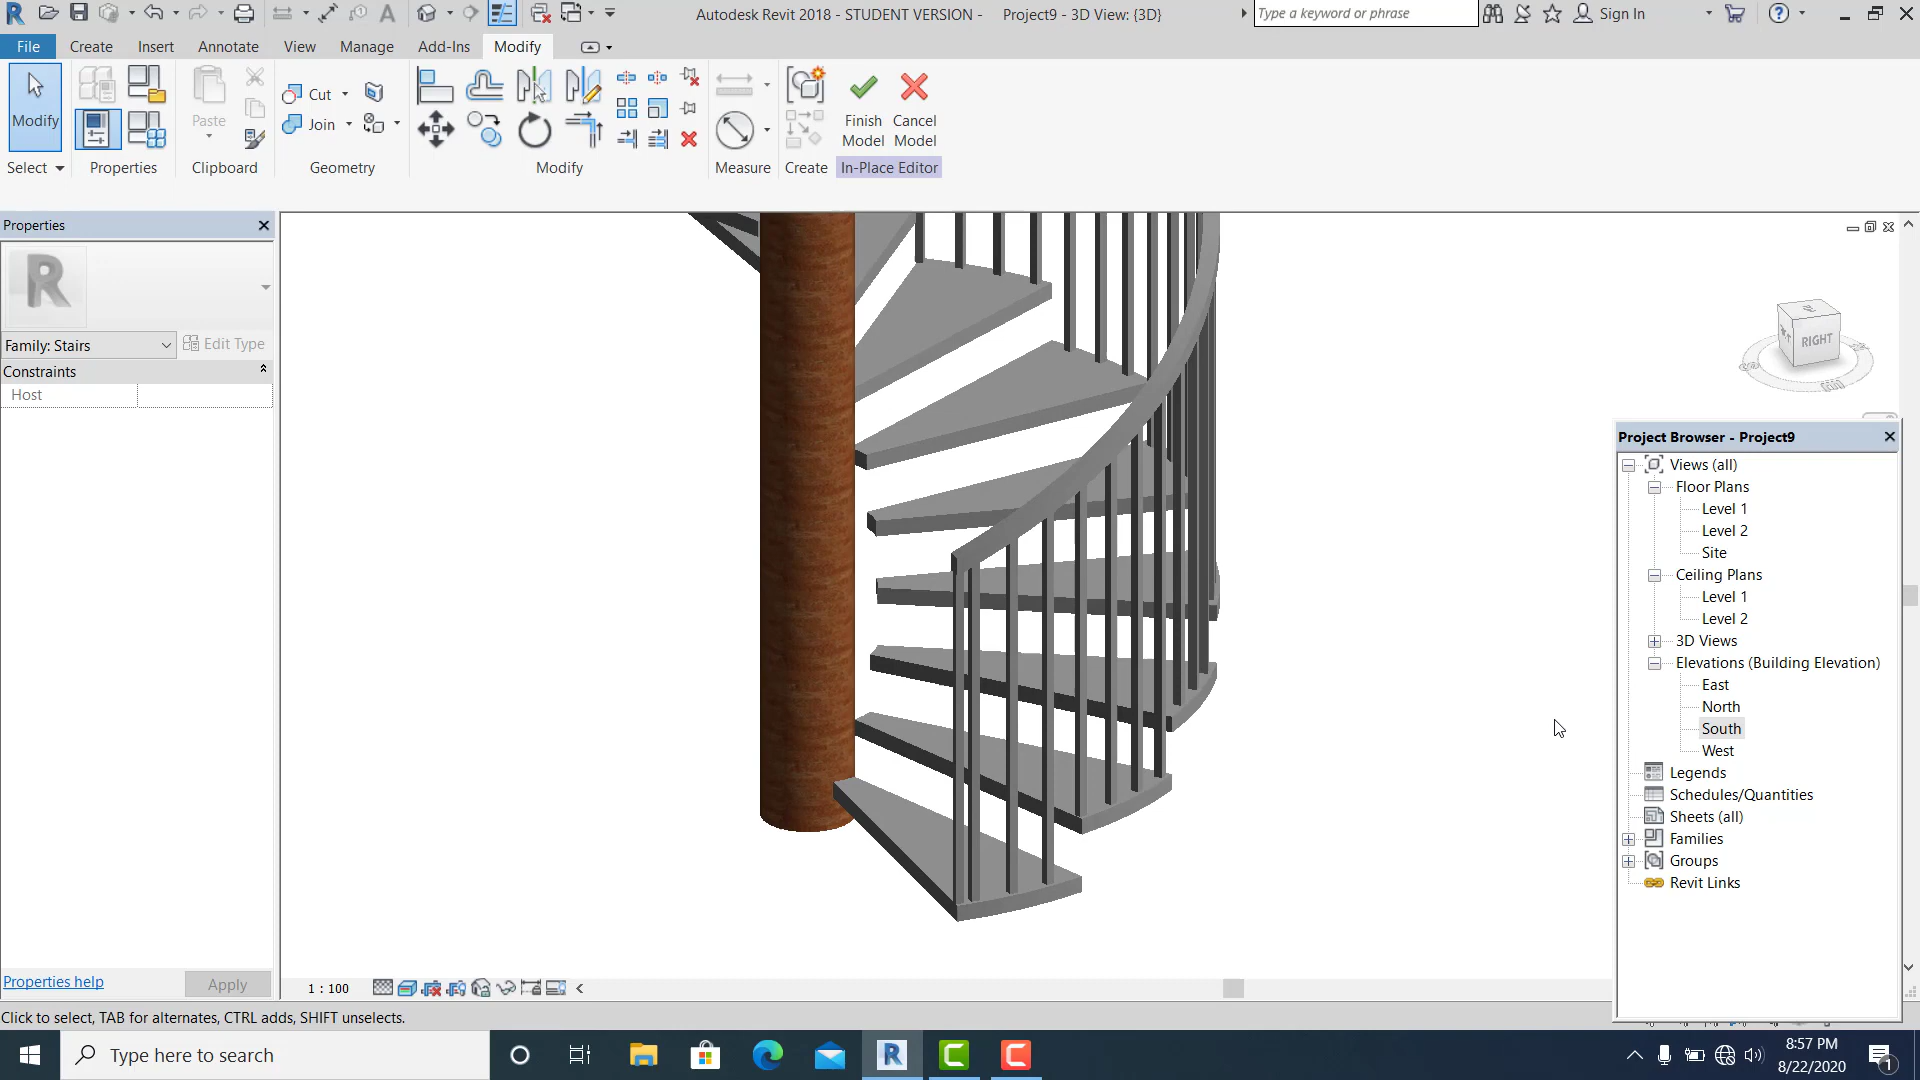 Autodesk Revit 2018 - STUDENT VERSION - Project9 - 3D View: {3D}
Type a keyword or phrase
Sign In
File Create Insert Annotate View Manage Add-Ins Modify
Modify
Paste
Cut
Join
Finish Model
Cancel Model
Select Properties Clipboard Geometry Modify Measure Create In-Place Editor
Properties
Family: Stairs
Edit Type
Constraints
Host
RIGHT
Project Browser - Project9
Views (all)
Floor Plans
Level 1
Level 2
Site
Ceiling Plans
Level 1
Level 2
3D Views
Elevations (Building Elevation)
East
North
South
West
Legends
Schedules/Quantities
Sheets (all)
Families
Groups
Revit Links
Properties help
Apply
1 : 100
Click to select, TAB for alternates, CTRL adds, SHIFT unselects.
Type here to search
8:57 PM
8/22/2020
1